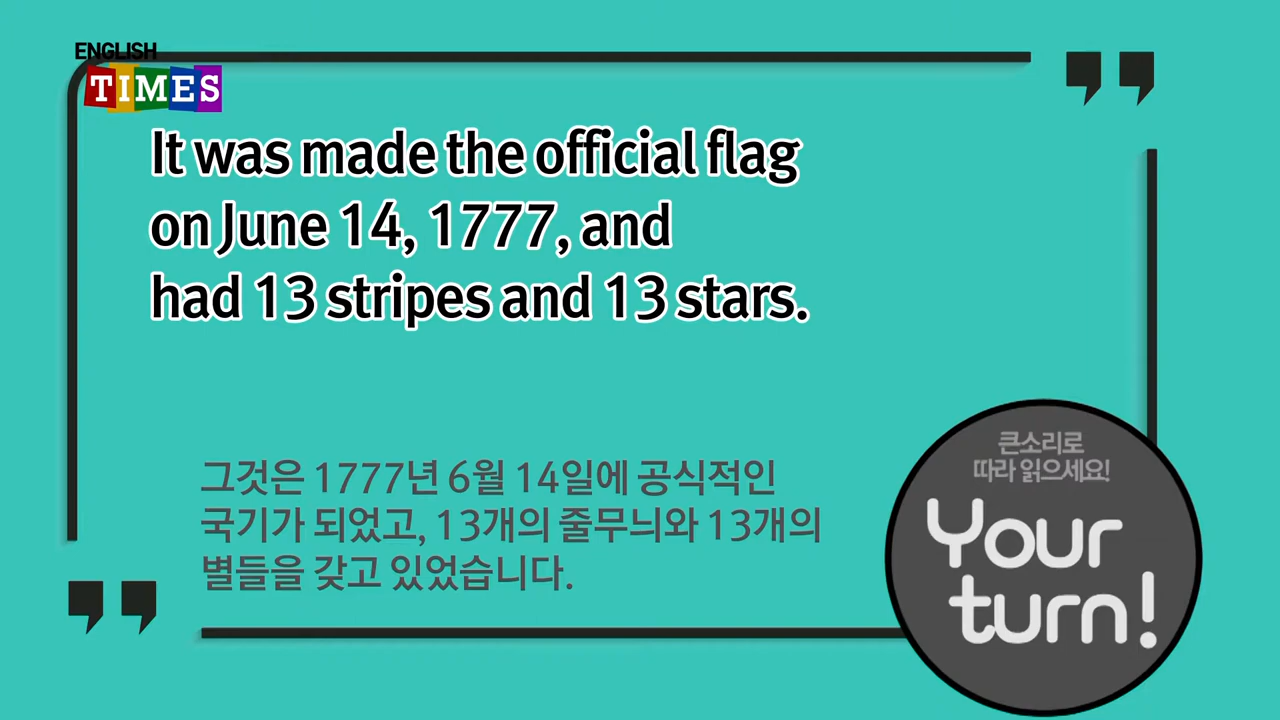 ENGLISH
TIMES
It was made the official flag
on June 14, 1777, and
had 13 stripes and 13 stars.
그것은 1777년 6월 14일에 공식적인
국기가 되었고, 13개의 줄무늬와 13개의
별들을 갖고 있었습니다.
큰소리로
따라 읽으세요!
Your
turn!